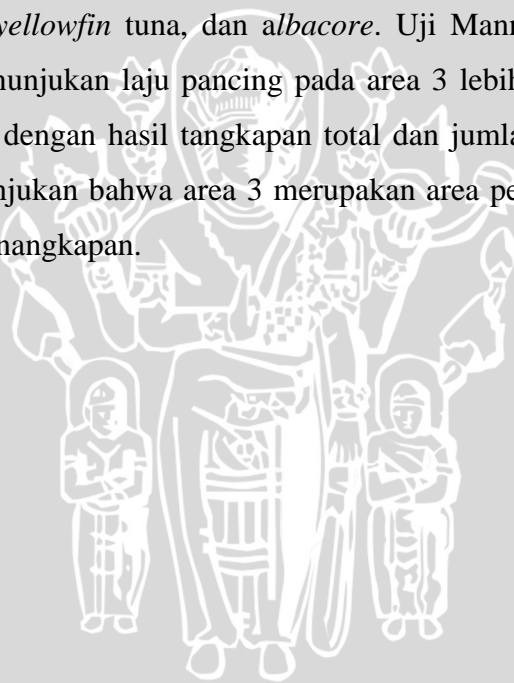 yellowfin tuna, dan albacore. Uji Mann
nunjukan laju pancing pada area 3 lebih
dengan hasil tangkapan total dan jumla
njukan bahwa area 3 merupakan area pe
nangkapan.